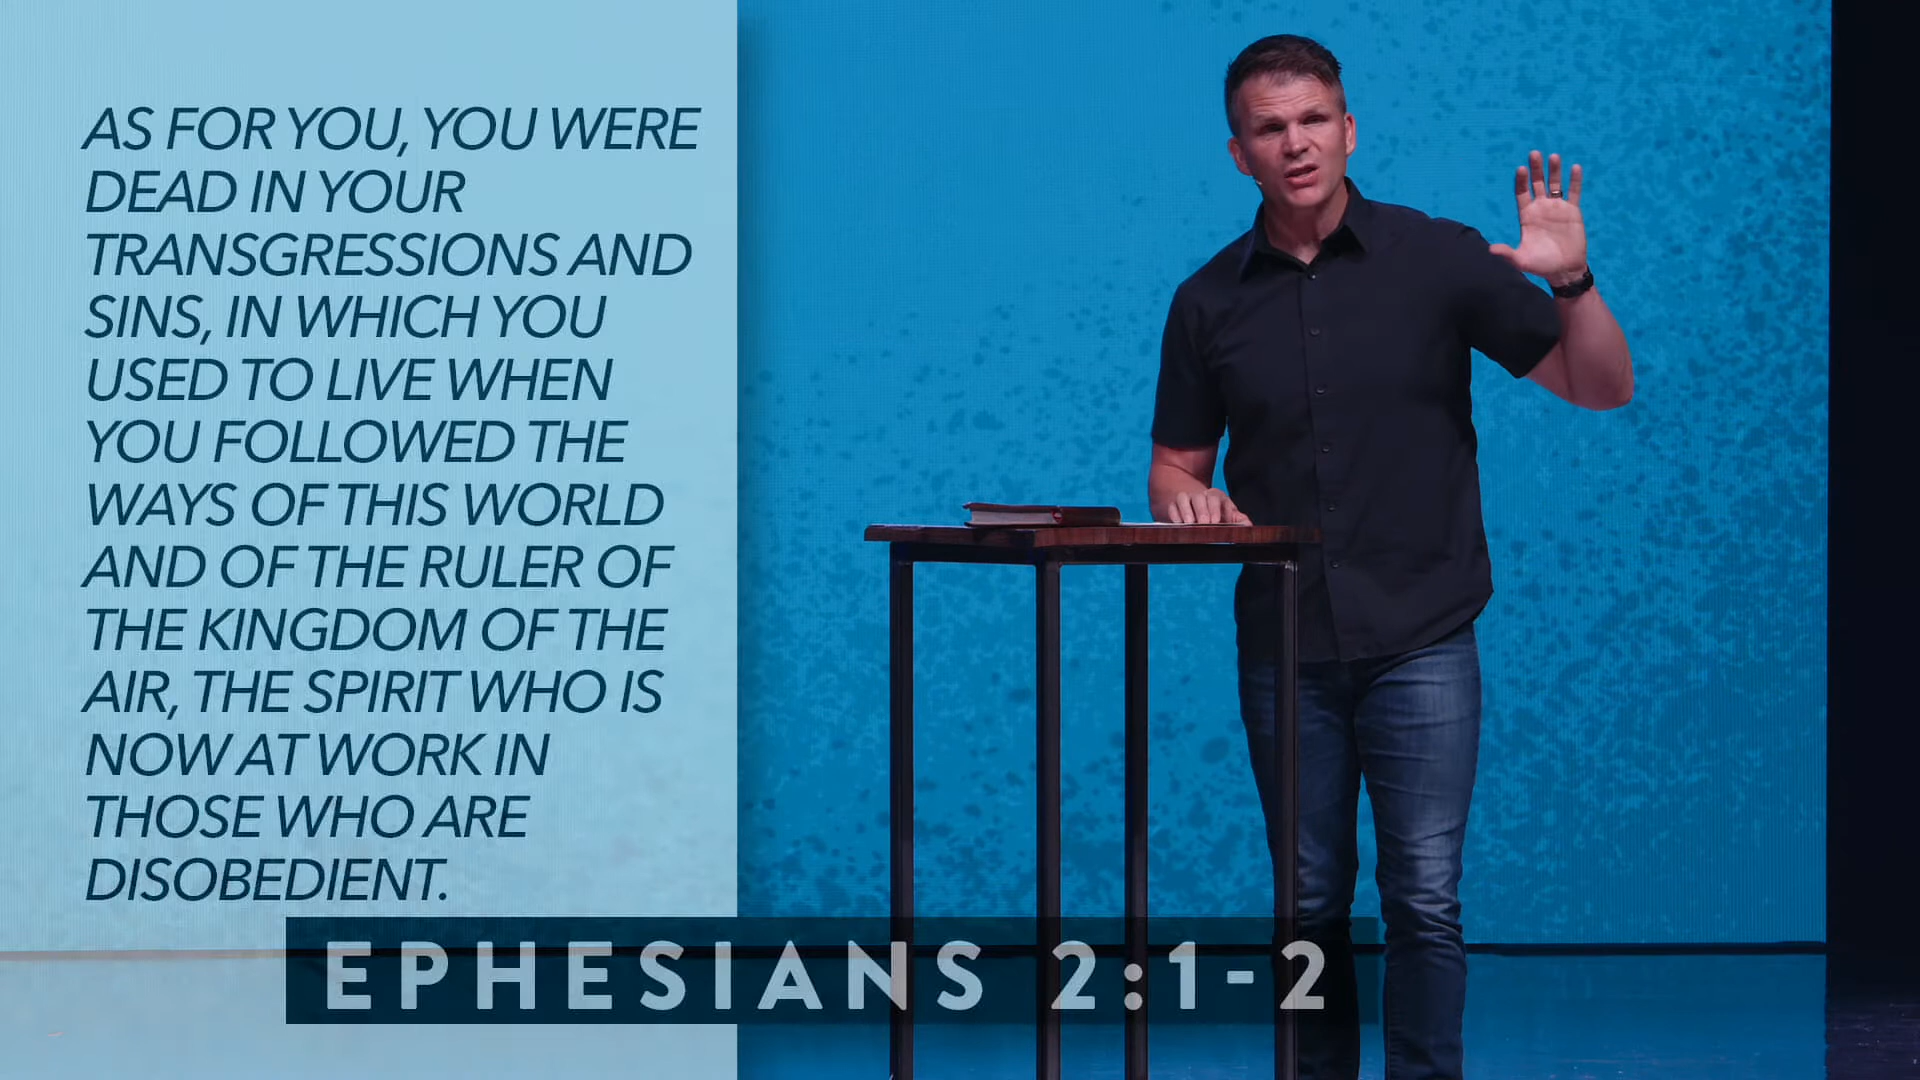 AS FOR YOU, YOU WERE
DEAD IN YOUR
TRANSGRESSIONS AND
SINS, IN WHICH YOU
USED TO LIVE WHEN
YOU FOLLOWED THE
WAYS OF THIS WORLD
AND OF THE RULER OF
THE KINGDOM OF THE
AIR, THE SPIRIT WHO IS
NOW AT WORK IN
THOSE WHO ARE
DISOBEDIENT.
EPHESIANS 2:1-2